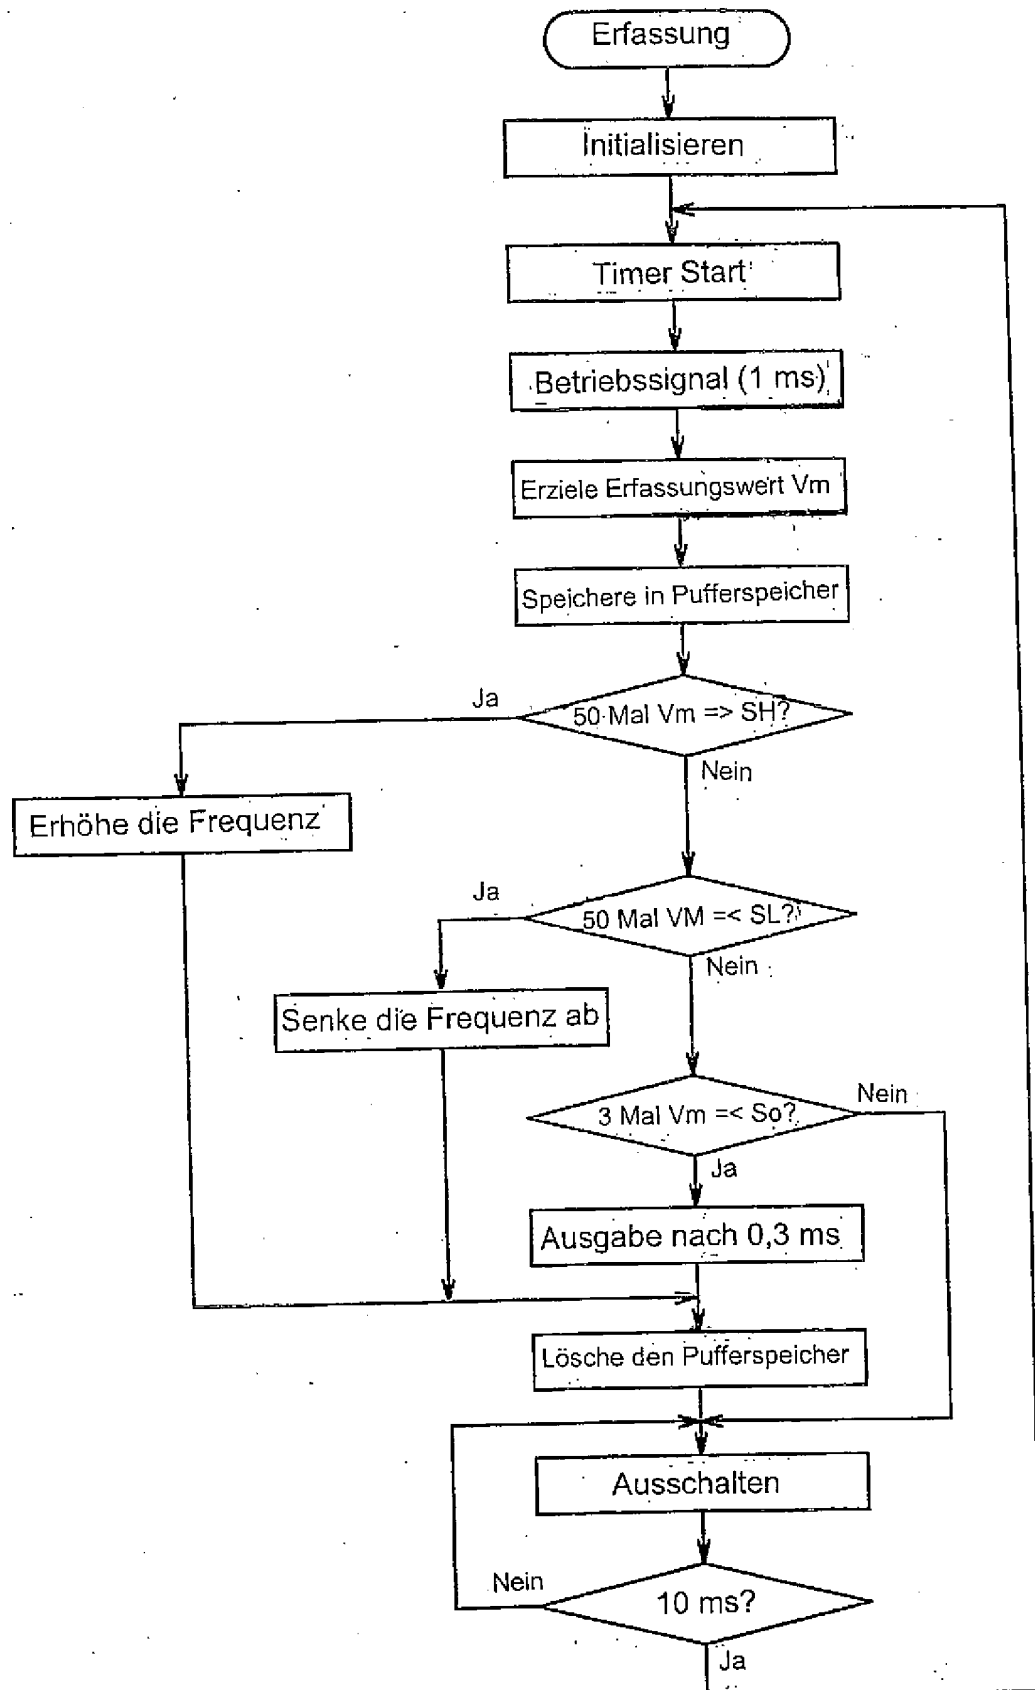 Erfassung
Initialisieren
Timer Start
Betriebssignal (1 ms)
Erziele Erfassungswert Vm
Speichere in Pufferspeicher
Ja
50 Mal Vm => SH?
Nein
Erhöhe die Frequenz
Ja
50 Mal VM =< SL?
Nein
Senke die Frequenz ab
3 Mal Vm =< So?
Nein
Ja
Ausgabe nach 0,3 ms
Lösche den Pufferspeicher
Ausschalten
Nein
10 ms?
Ja